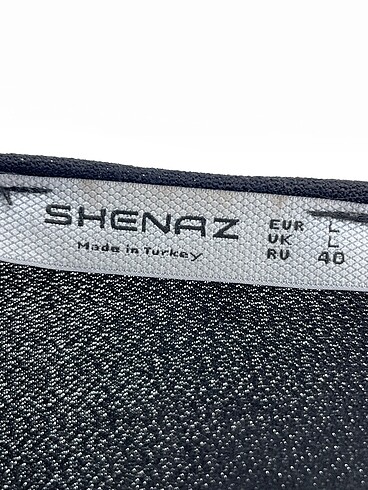 SHENAZ
Made in Turkey
EUR L
UK L
RU 40